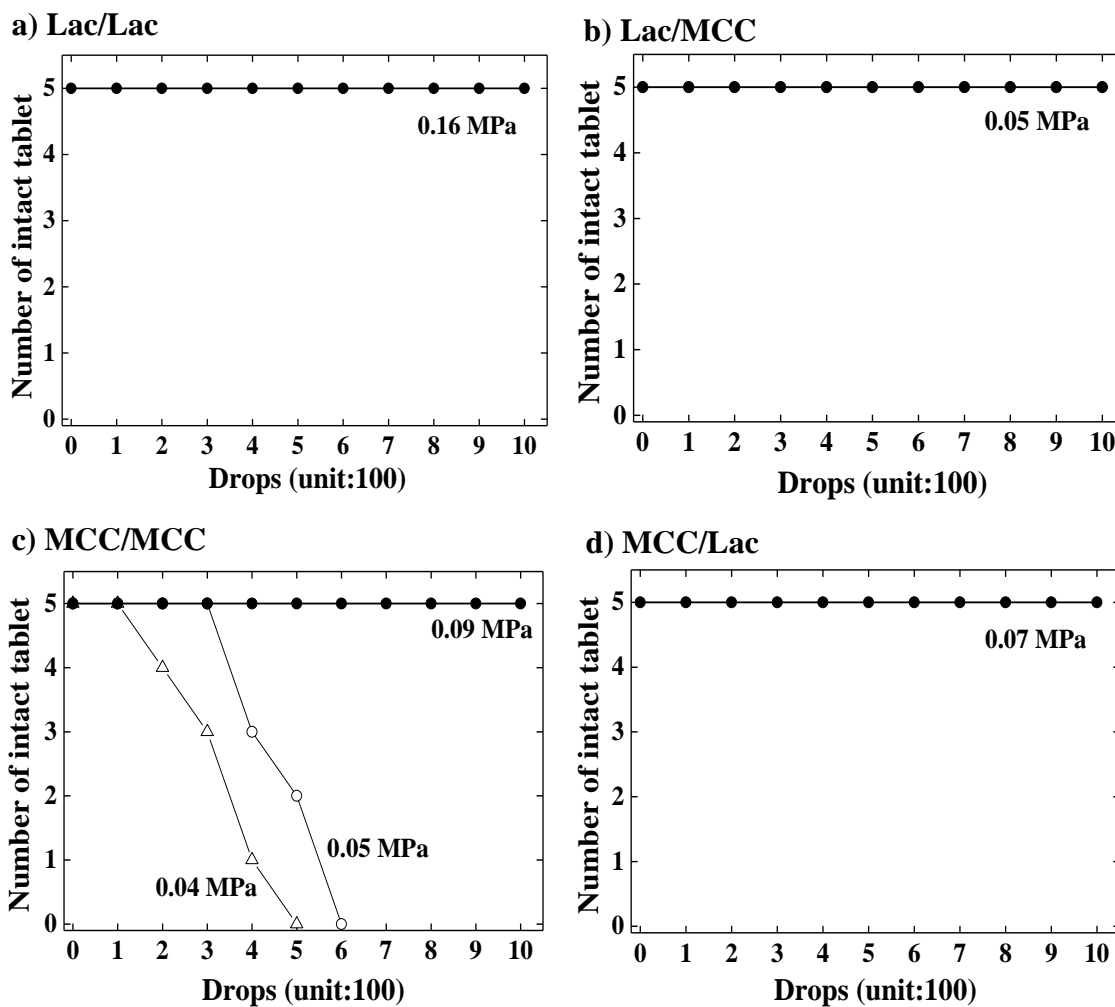 a) Lac/Lac
Number of intact tablet
5
4
3
2
1
0
0.16 MPa
0 1 2 3 4 5 6 7 8 9 10
Drops (unit:100)
b) Lac/MCC
Number of intact tablet
5
4
3
2
1
0
0.05 MPa
0 1 2 3 4 5 6 7 8 9 10
Drops (unit:100)
c) MCC/MCC
Number of intact tablet
5
4
3
2
1
0
0.09 MPa
0.05 MPa
0.04 MPa
0 1 2 3 4 5 6 7 8 9 10
Drops (unit:100)
d) MCC/Lac
Number of intact tablet
5
4
3
2
1
0
0.07 MPa
0 1 2 3 4 5 6 7 8 9 10
Drops (unit:100)